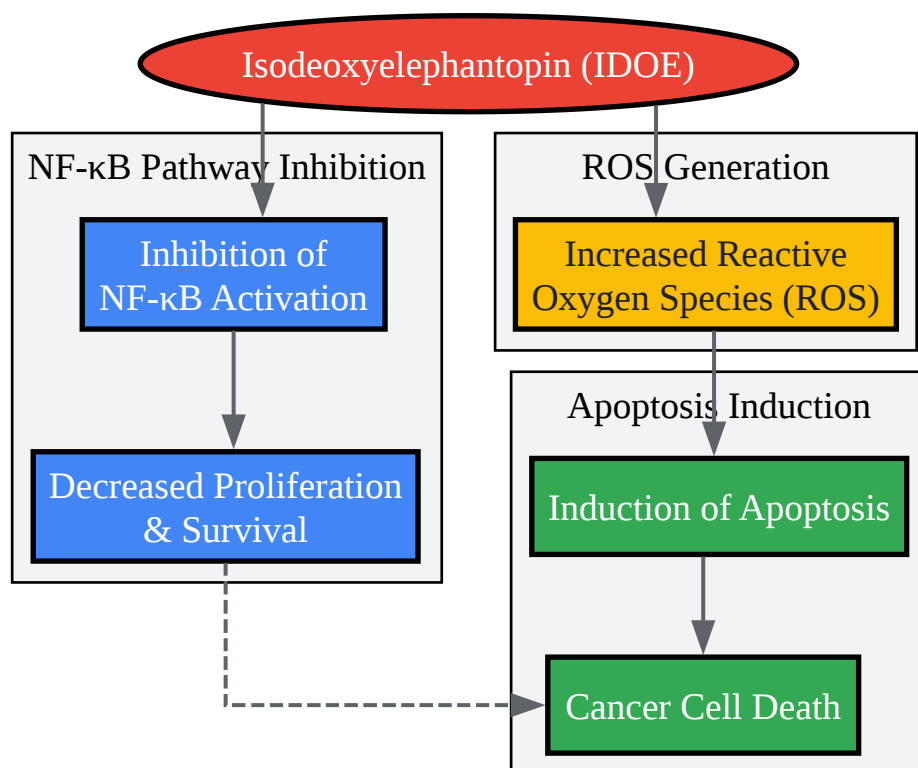 Isodeoxyelephantopin (IDOE)
NF-κB Pathway Inhibition
Inhibition of
NF-κB Activation
Decreased Proliferation
& Survival
ROS Generation
Increased Reactive
Oxygen Species (ROS)
Apoptosis Induction
Induction of Apoptosis
Cancer Cell Death